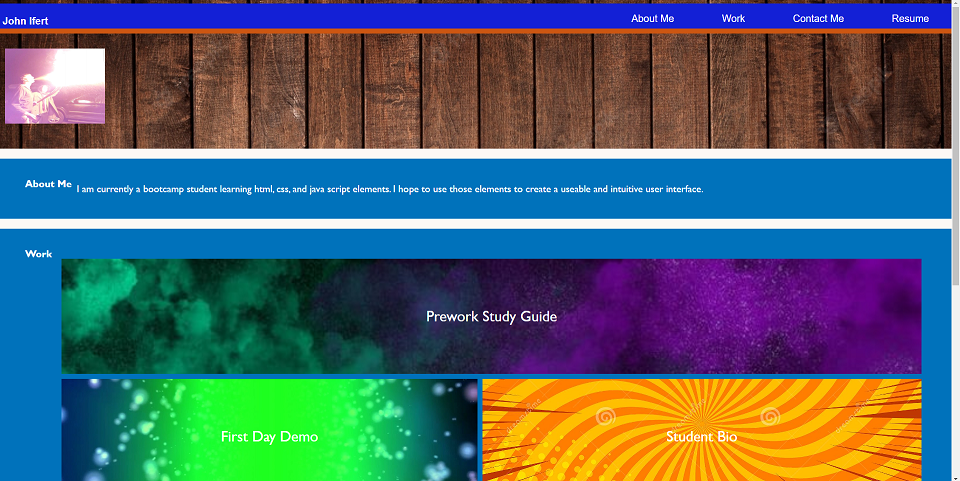 John Ifert
About Me
Work
Contact Me
Resume
About Me
I am currently a bootcamp student learning html, css, and java script elements. I hope to use those elements to create a useable and intuitive user interface.
Work
Prework Study Guide
First Day Demo
Student Bio